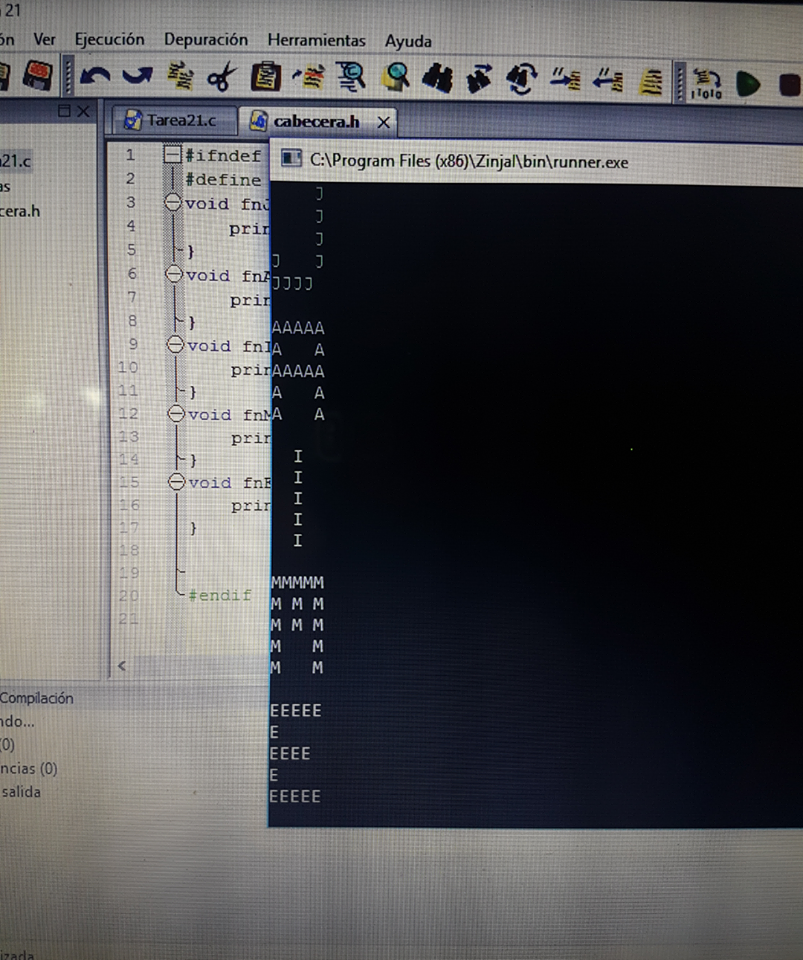 21
ón Ver Ejecución Depuración Herramientas Ayuda
Tarea21.c cabecera.h
a21.c
as
cera.h
1 #ifndef
2 #define
3 void fnJ
4 prin
5 }
6 void fnA
7 prin
8 }
9 void fnI
10 prin
11 }
12 void fnM
13 prin
14 }
15 void fnE
16 prin
17 }
18
19
20 #endif
21
C:\Program Files (x86)\ZinjaI\bin\runner.exe
J
J
J
J    J
JJJJ
AAAAA
A   A
AAAAA
A   A
A   A
I
I
I
I
I
MMMMM
M M M
M M M
M   M
M   M
EEEEE
E
EEEE
E
EEEEE
Compilación
ndo...
(0)
ncias (0)
salida
izada